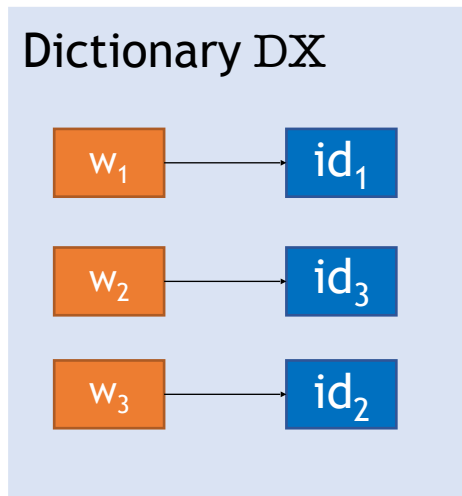 Dictionary DX
w₁ id₁
w₂ id₃
w₃ id₂